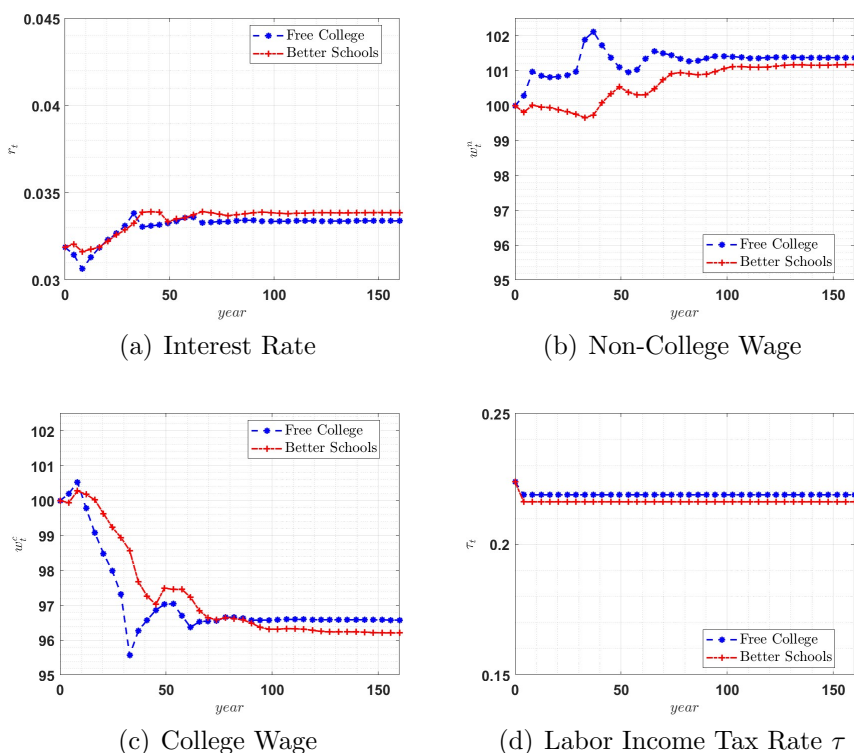 0.045
0.04
0.035
0.03
r_t
0
50
100
150
year
Free College
Better Schools
(a) Interest Rate
102
101
100
99
98
97
96
95
w_t^n
0
50
100
150
year
Free College
Better Schools
(b) Non-College Wage
102
101
100
99
98
97
96
95
w_t^c
0
50
100
150
year
Free College
Better Schools
(c) College Wage
0.25
0.2
0.15
τ_t
0
50
100
150
year
Free College
Better Schools
(d) Labor Income Tax Rate τ